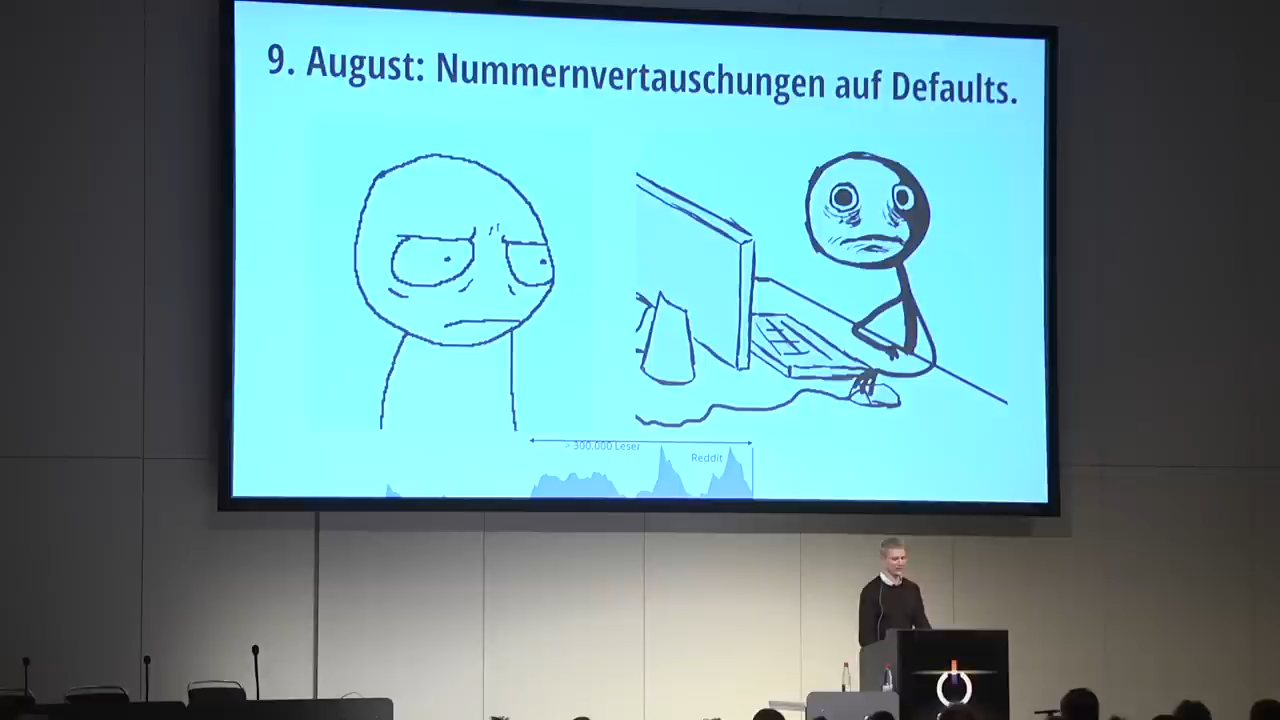 9. August: Nummernvertauschungen auf Defaults.
> 300.000 Leser
Reddit